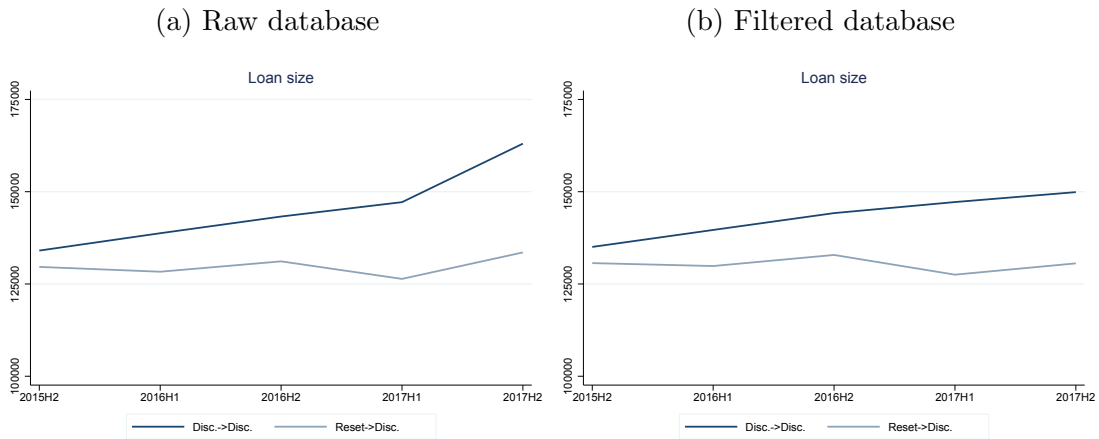 (a) Raw database
(b) Filtered database
Loan size
175000
150000
125000
100000
2015H2 2016H1 2016H2 2017H1 2017H2
Disc.->Disc. Reset->Disc.
Loan size
175000
150000
125000
100000
2015H2 2016H1 2016H2 2017H1 2017H2
Disc.->Disc. Reset->Disc.